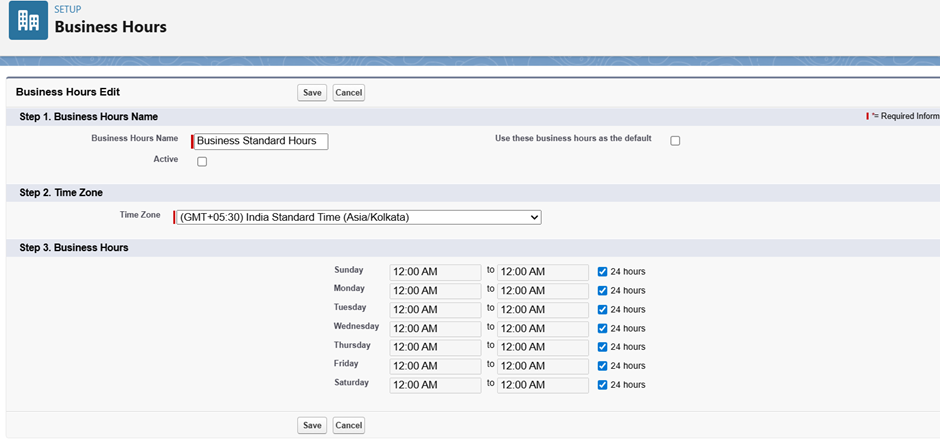 SETUP
Business Hours
Business Hours Edit Save Cancel
Step 1. Business Hours Name *= Required Inform
Business Hours Name Business Standard Hours Use these business hours as the default
Active
Step 2. Time Zone
Time Zone (GMT+05:30) India Standard Time (Asia/Kolkata)
Step 3. Business Hours
Sunday 12:00 AM to 12:00 AM 24 hours
Monday 12:00 AM to 12:00 AM 24 hours
Tuesday 12:00 AM to 12:00 AM 24 hours
Wednesday 12:00 AM to 12:00 AM 24 hours
Thursday 12:00 AM to 12:00 AM 24 hours
Friday 12:00 AM to 12:00 AM 24 hours
Saturday 12:00 AM to 12:00 AM 24 hours
Save Cancel